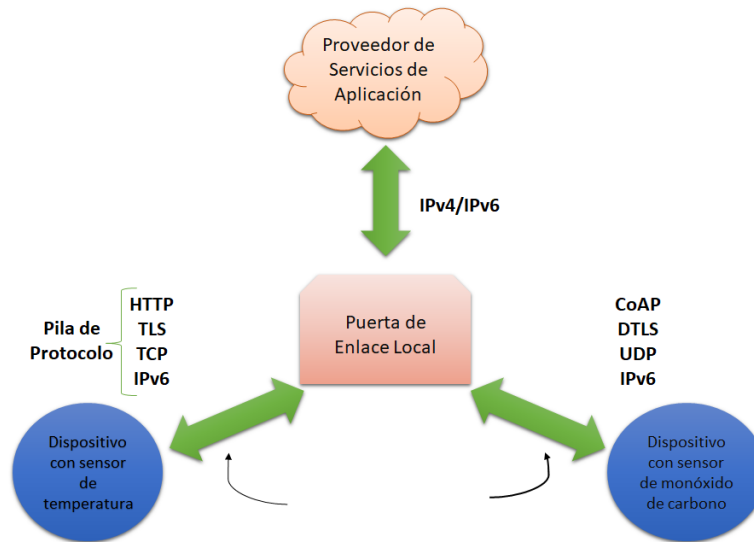 Proveedor de
Servicios de
Aplicación
IPv4/IPv6
Pila de
Protocolo
HTTP
TLS
TCP
IPv6
Puerta de
Enlace Local
CoAP
DTLS
UDP
IPv6
Dispositivo
con sensor
de
temperatura
Dispositivo
con sensor
de monóxido
de carbono